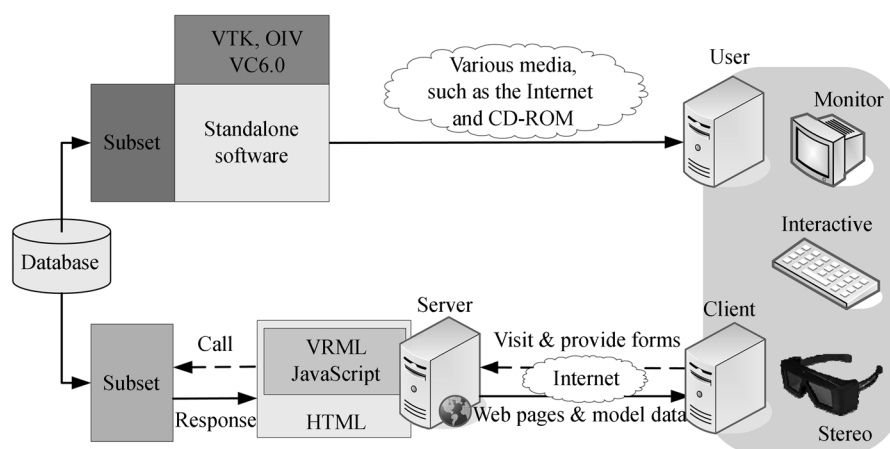 VTK, OIV
VC6.0
Subset
Standalone
software
Various media,
such as the Internet
and CD-ROM
User
Monitor
Database
Interactive
Subset
Call
Response
VRML
JavaScript
HTML
Server
Visit & provide forms
Internet
Web pages & model data
Client
Stereo